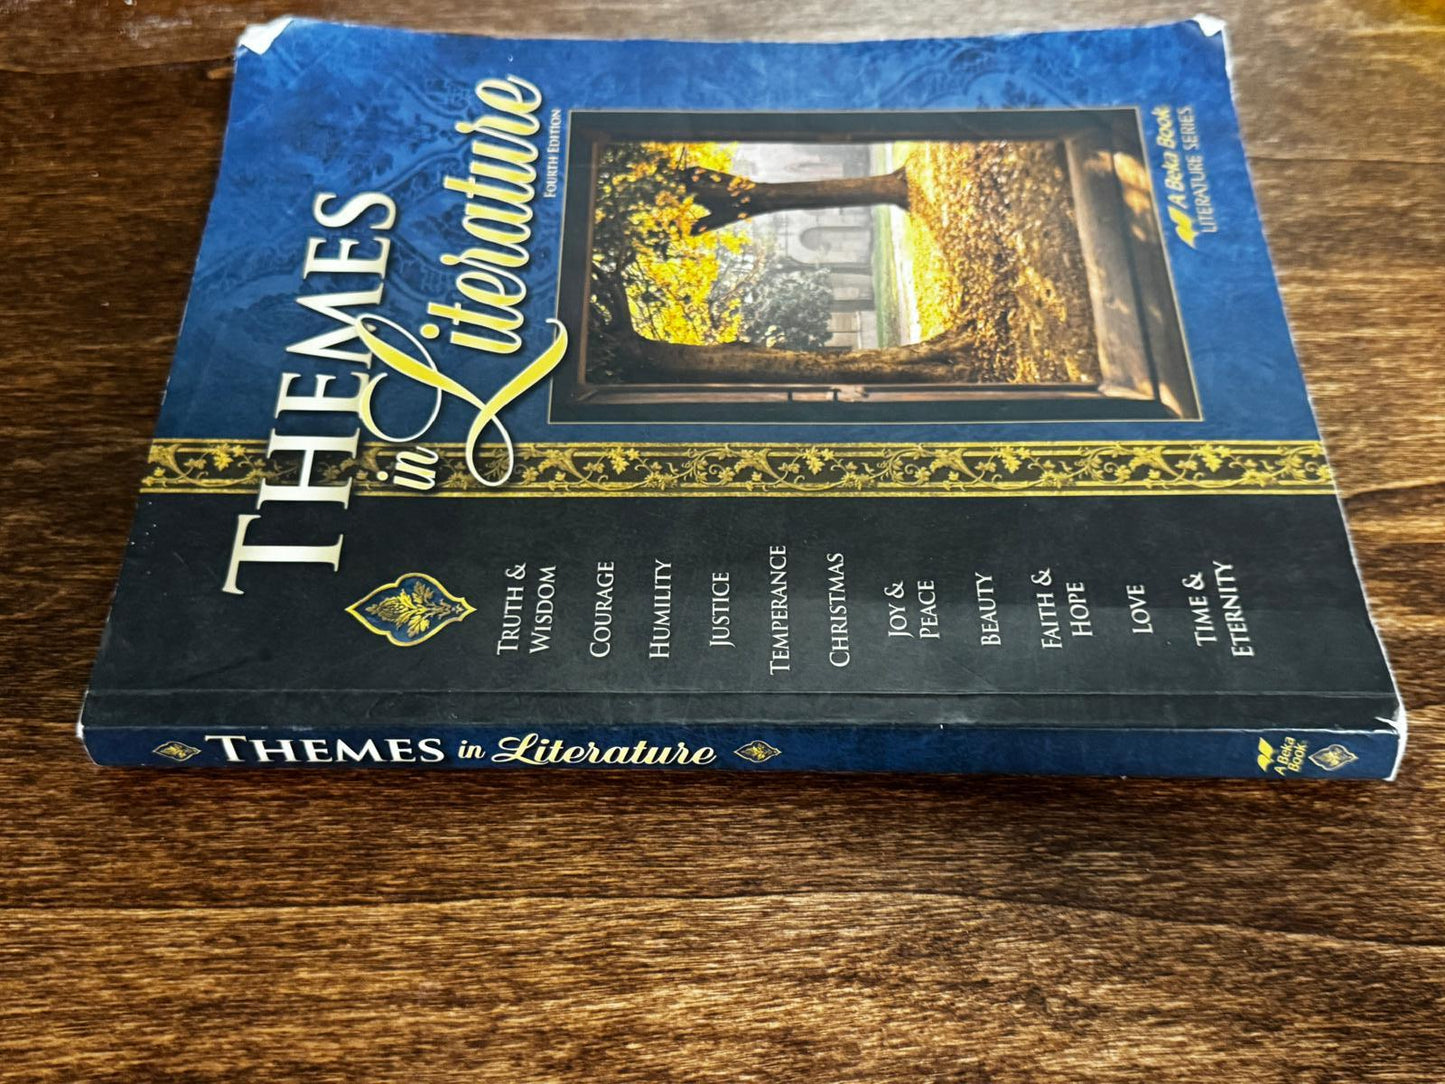 THEMES
in Literature
FOURTH EDITION
A Beka Book
LITERATURE SERIES
TRUTH &
WISDOM
COURAGE
HUMILITY
JUSTICE
TEMPERANCE
CHRISTMAS
JOY &
PEACE
BEAUTY
FAITH &
HOPE
LOVE
TIME &
ETERNITY
THEMES in Literature
A Beka
Book